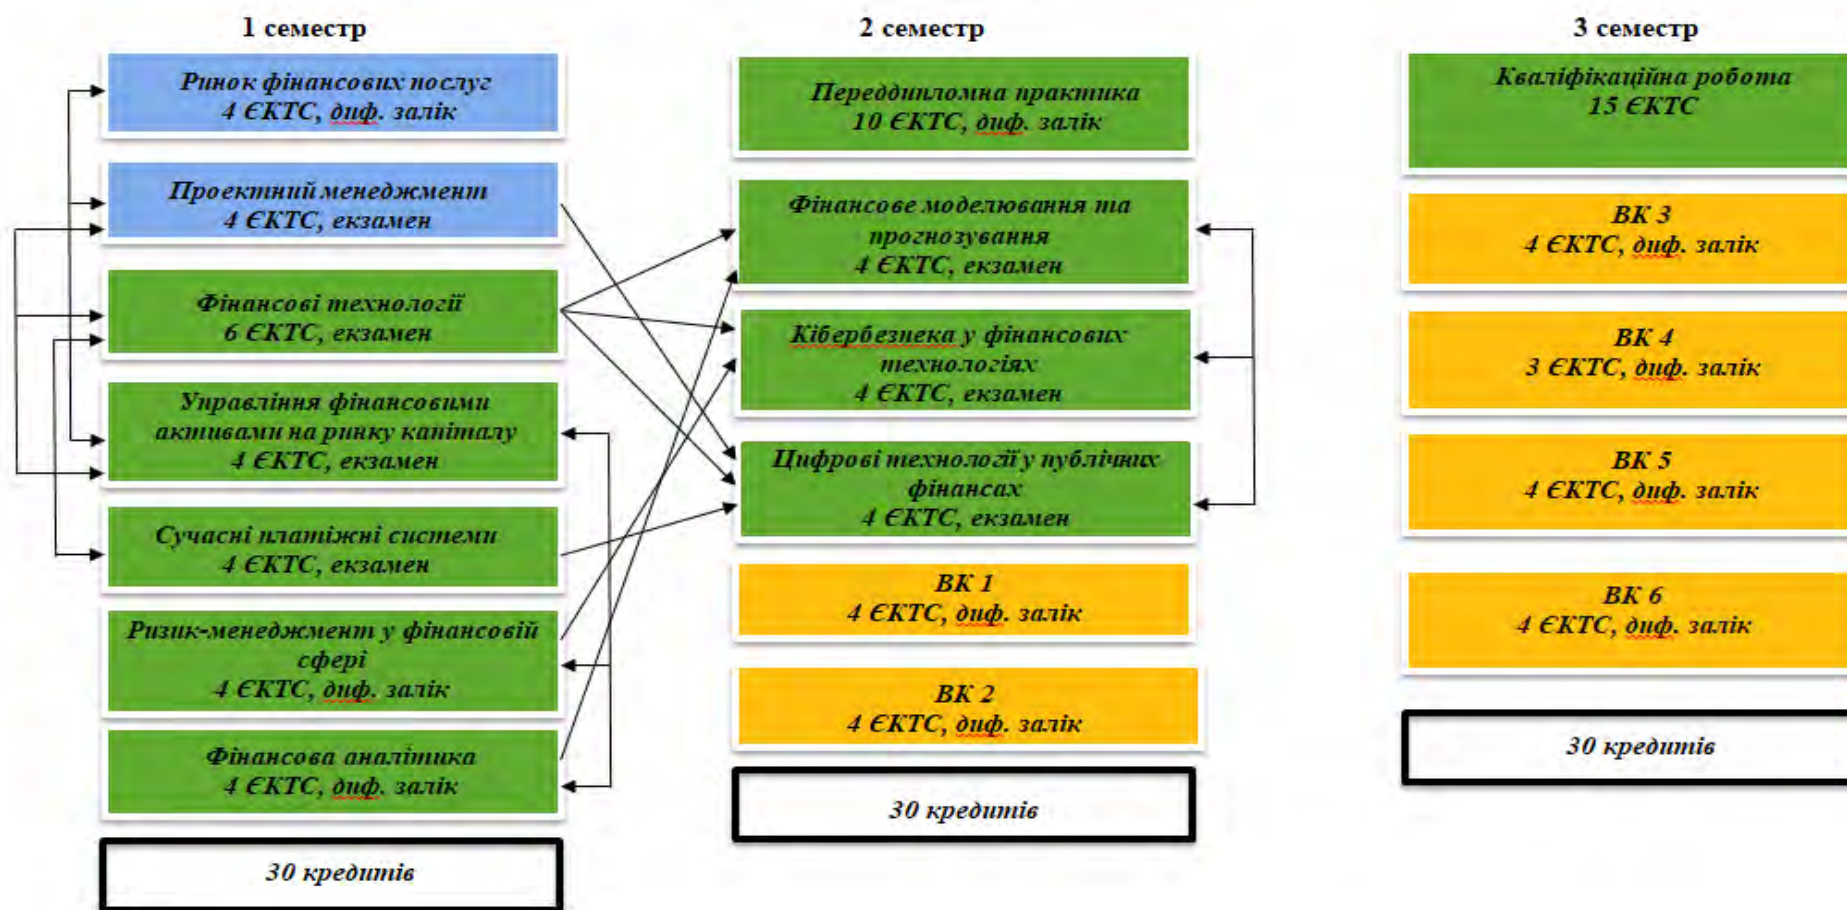 1 семестр
Ринок фінансових послуг
4 ЄКТС, диф. залік
Проектний менеджмент
4 ЄКТС, екзамен
Фінансові технології
6 ЄКТС, екзамен
Управління фінансовими
активами на ринку капіталу
4 ЄКТС, екзамен
Сучасні платіжні системи
4 ЄКТС, екзамен
Ризик-менеджмент у фінансовій
сфері
4 ЄКТС, диф. залік
Фінансова аналітика
4 ЄКТС, диф. залік
30 кредитів
2 семестр
Переддипломна практика
10 ЄКТС, диф. залік
Фінансове моделювання та
прогнозування
4 ЄКТС, екзамен
Кібербезпека у фінансових
технологіях
4 ЄКТС, екзамен
Цифрові технології у публічних
фінансах
4 ЄКТС, екзамен
ВК 1
4 ЄКТС, диф. залік
ВК 2
4 ЄКТС, диф. залік
30 кредитів
3 семестр
Кваліфікаційна робота
15 ЄКТС
ВК 3
4 ЄКТС, диф. залік
ВК 4
3 ЄКТС, диф. залік
ВК 5
4 ЄКТС, диф. залік
ВК 6
4 ЄКТС, диф. залік
30 кредитів